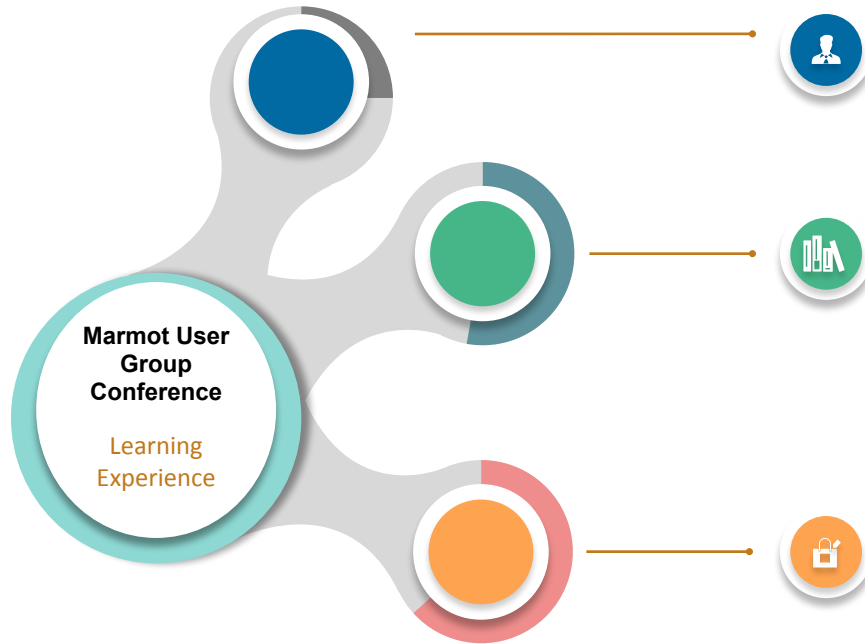 Marmot User
Group
Conference
Learning
Experience